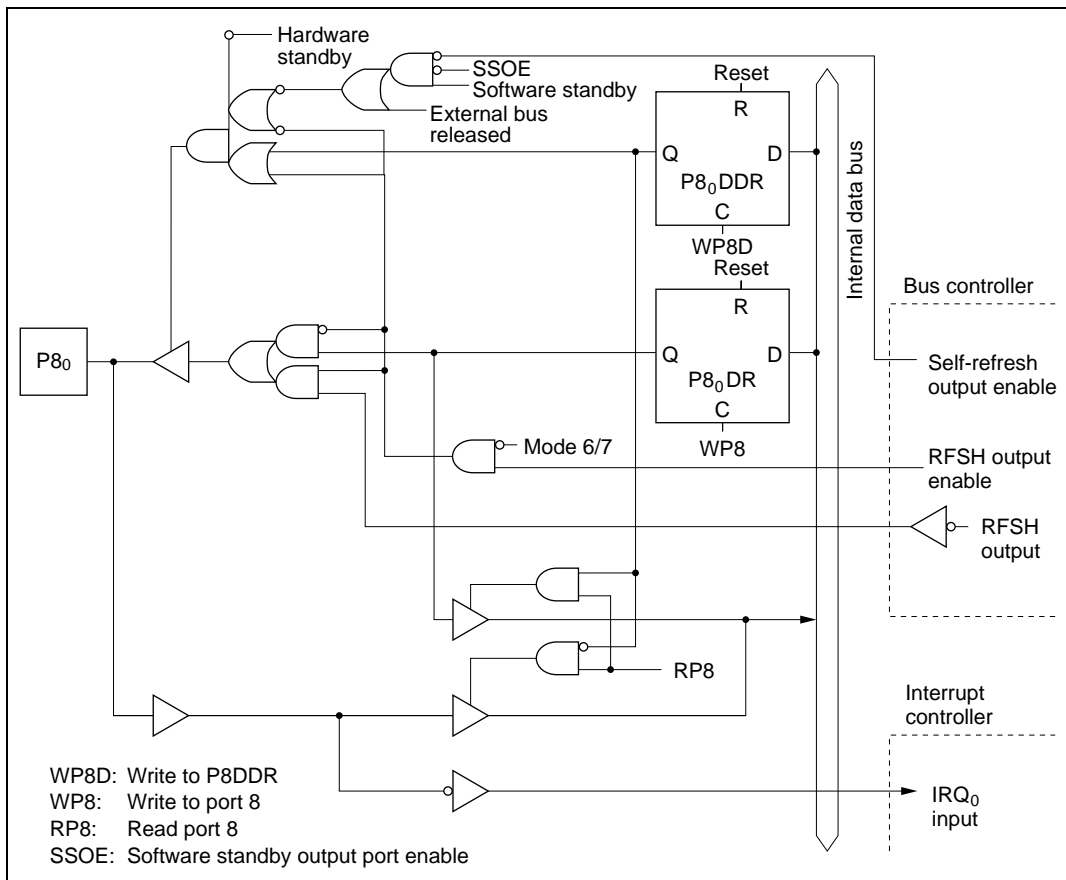 Hardware
standby
SSOE
Software standby
External bus
released
Reset
R
Q
D
P8₀DDR
C
WP8D
Reset
R
Q
D
P8₀DR
C
WP8
Internal data bus
Bus controller
Self-refresh
output enable
P8₀
Mode 6/7
RFSH output
enable
RFSH
output
RP8
Interrupt
controller
IRQ₀
input
WP8D: Write to P8DDR
WP8: Write to port 8
RP8: Read port 8
SSOE: Software standby output port enable